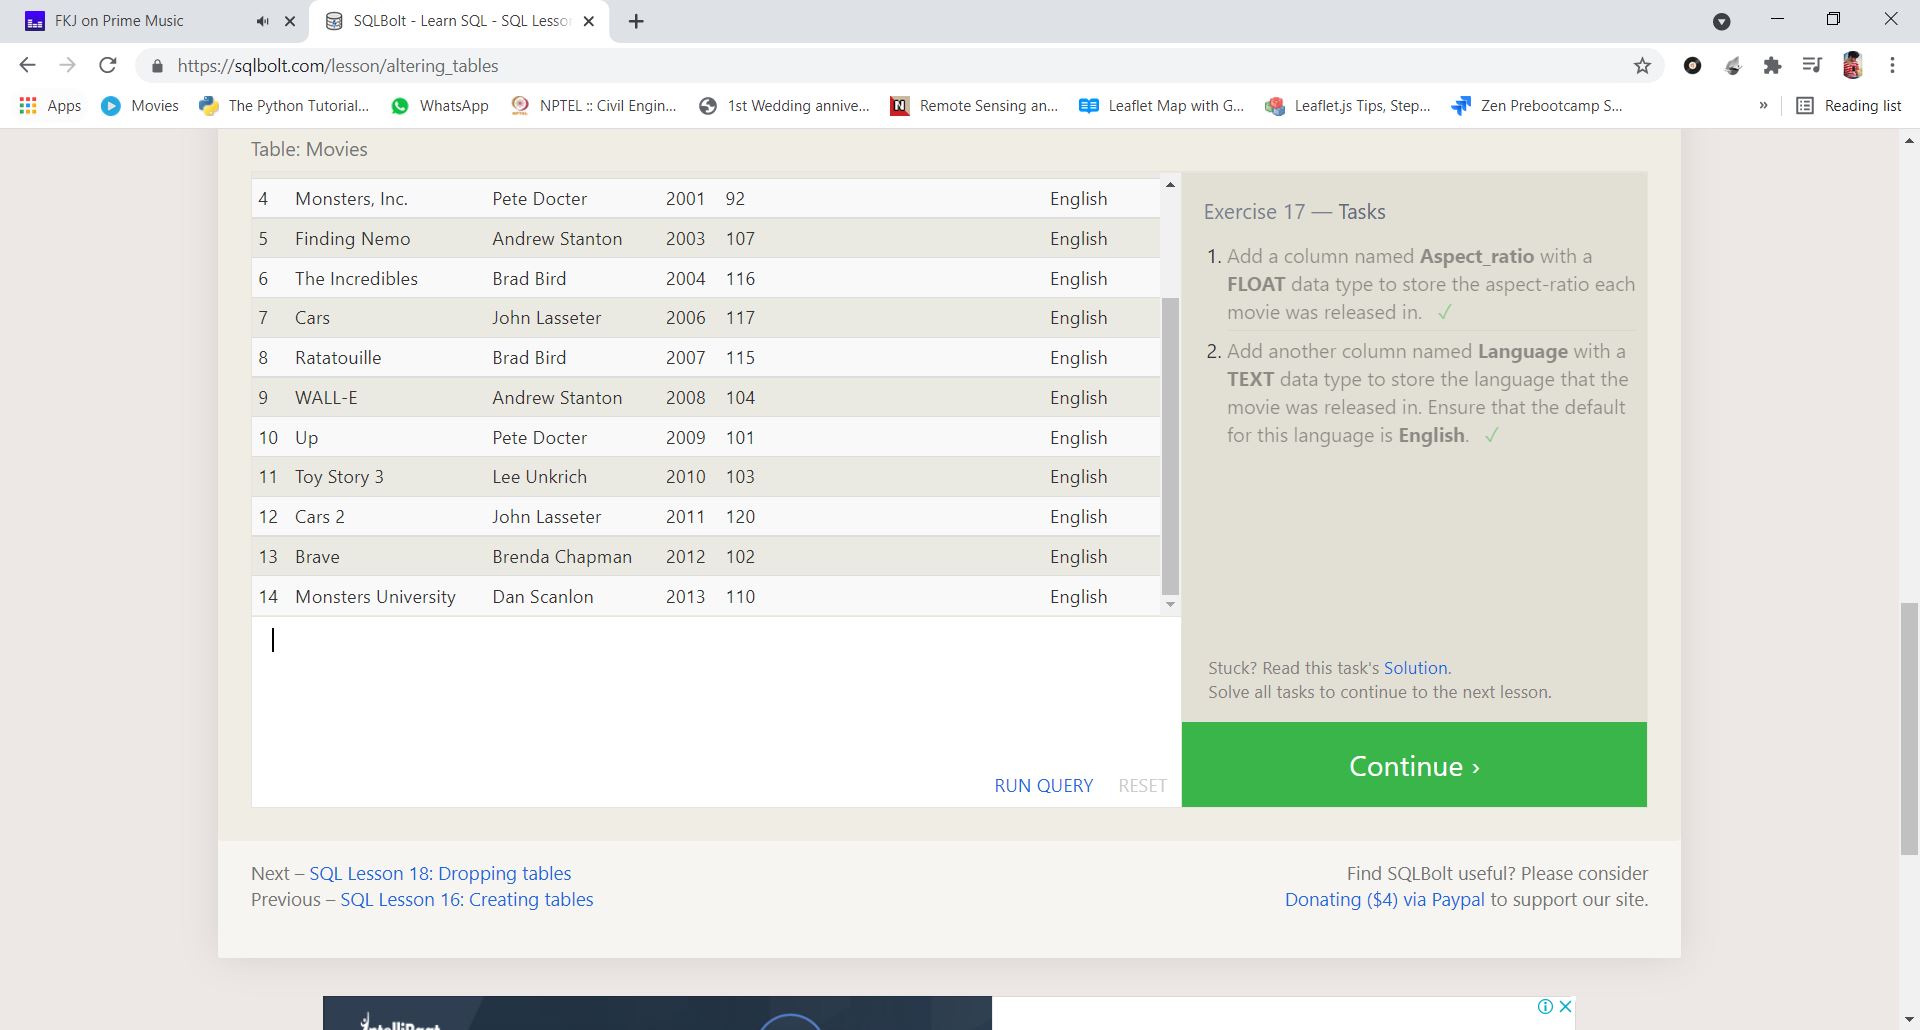 FKJ on Prime Music
SQLBolt - Learn SQL - SQL Lesso
https://sqlbolt.com/lesson/altering_tables
Apps Movies The Python Tutorial... WhatsApp NPTEL :: Civil Engin... 1st Wedding annive... Remote Sensing an... Leaflet Map with G... Leaflet.js Tips, Step... Zen Prebootcamp S... » Reading list
Table: Movies
4 Monsters, Inc. Pete Docter 2001 92 English
5 Finding Nemo Andrew Stanton 2003 107 English
6 The Incredibles Brad Bird 2004 116 English
7 Cars John Lasseter 2006 117 English
8 Ratatouille Brad Bird 2007 115 English
9 WALL-E Andrew Stanton 2008 104 English
10 Up Pete Docter 2009 101 English
11 Toy Story 3 Lee Unkrich 2010 103 English
12 Cars 2 John Lasseter 2011 120 English
13 Brave Brenda Chapman 2012 102 English
14 Monsters University Dan Scanlon 2013 110 English
RUN QUERY RESET
Exercise 17 — Tasks
1. Add a column named Aspect_ratio with a
FLOAT data type to store the aspect-ratio each
movie was released in. ✓
2. Add another column named Language with a
TEXT data type to store the language that the
movie was released in. Ensure that the default
for this language is English. ✓
Stuck? Read this task's Solution.
Solve all tasks to continue to the next lesson.
Continue ›
Next – SQL Lesson 18: Dropping tables
Previous – SQL Lesson 16: Creating tables
Find SQLBolt useful? Please consider
Donating ($4) via Paypal to support our site.